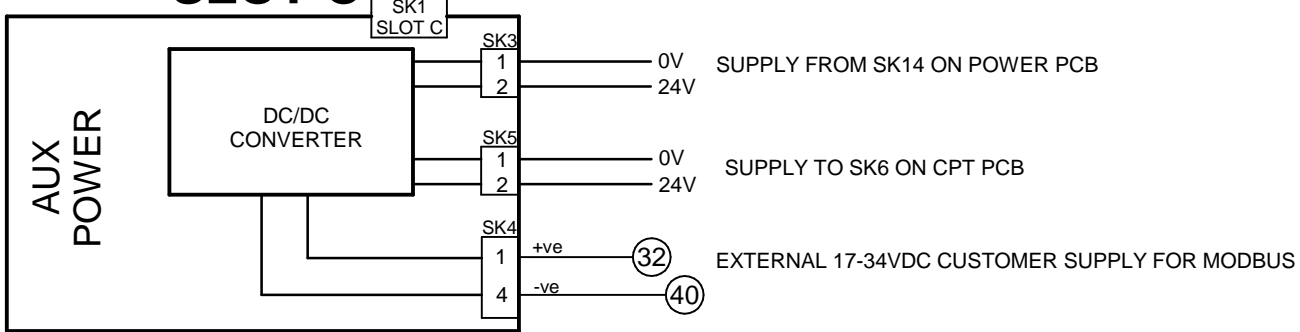 SK1
SLOT C
AUX
POWER
DC/DC
CONVERTER
SK3
1
2
0V
24V
SUPPLY FROM SK14 ON POWER PCB
SK5
1
2
0V
24V
SUPPLY TO SK6 ON CPT PCB
SK4
1
4
+ve
-ve
32
40
EXTERNAL 17-34VDC CUSTOMER SUPPLY FOR MODBUS